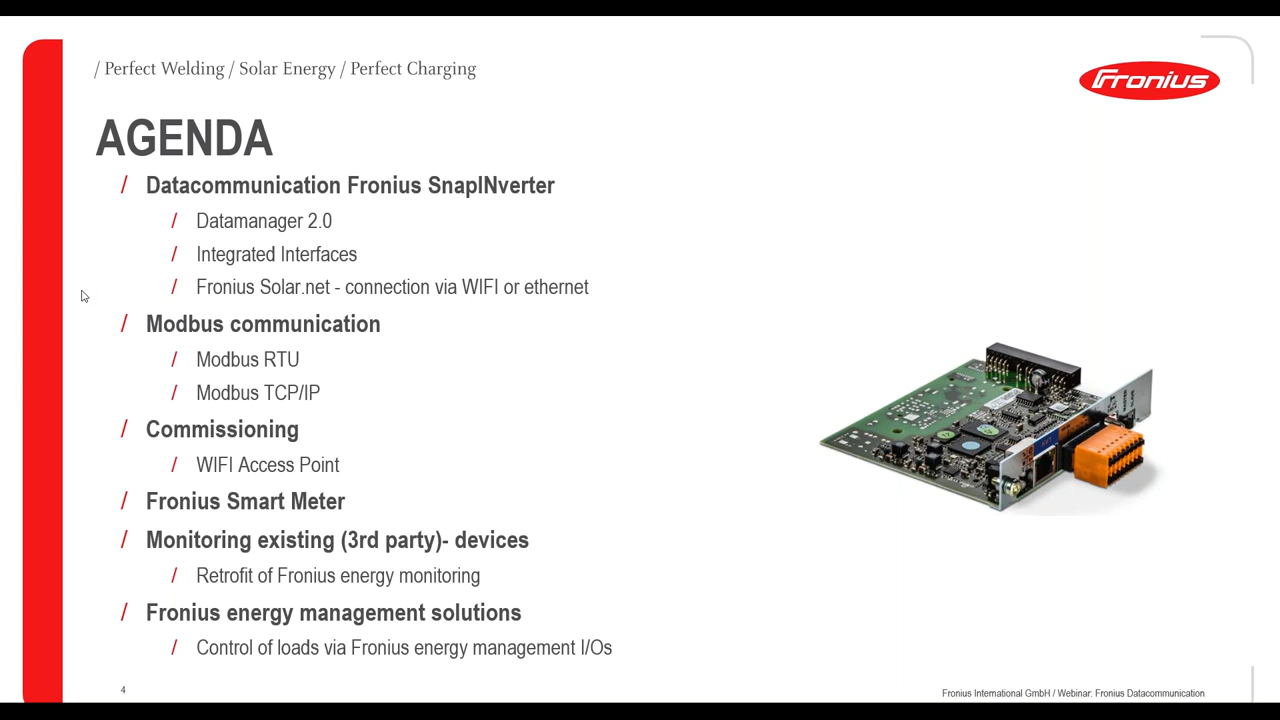 / Perfect Welding / Solar Energy / Perfect Charging
Fronius
AGENDA
/ Datacommunication Fronius SnapINverter
/ Datamanager 2.0
/ Integrated Interfaces
/ Fronius Solar.net - connection via WIFI or ethernet
/ Modbus communication
/ Modbus RTU
/ Modbus TCP/IP
/ Commissioning
/ WIFI Access Point
/ Fronius Smart Meter
/ Monitoring existing (3rd party)- devices
/ Retrofit of Fronius energy monitoring
/ Fronius energy management solutions
/ Control of loads via Fronius energy management I/Os
4
Fronius International GmbH / Webinar: Fronius Datacommunication